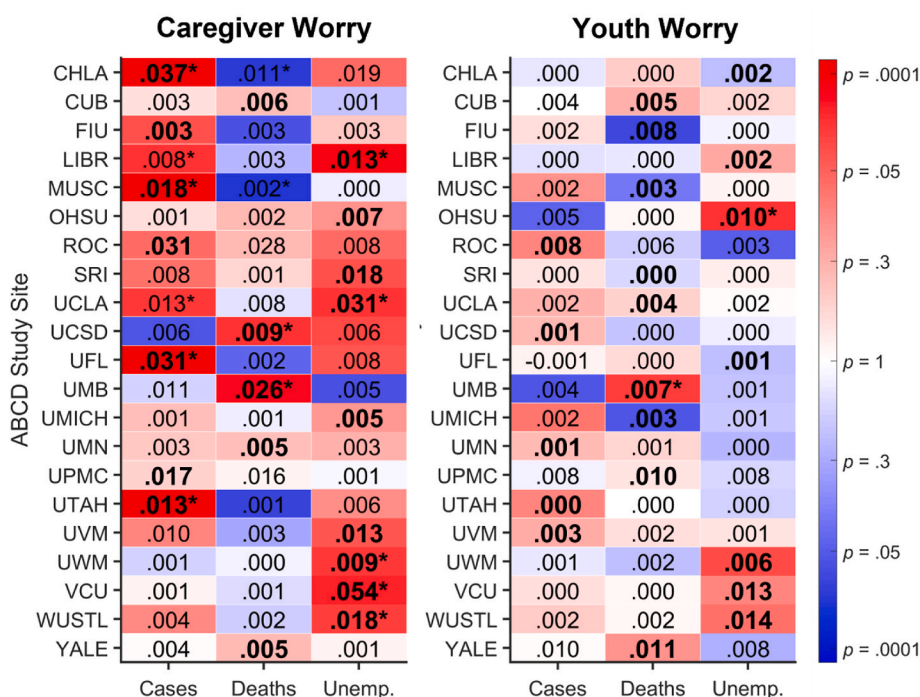 Caregiver Worry Youth Worry
CHLA .037* .011* .019 CHLA .000 .000 .002 p = .0001
CUB .003 .006 .001 CUB .004 .005 .002
FIU .003 .003 .003 FIU .002 .008 .000
LIBR .008* .003 .013* LIBR .000 .000 .002 p = .05
MUSC .018* .002* .000 MUSC .002 .003 .000
OHSU .001 .002 .007 OHSU .005 .000 .010*
ROC .031 .028 .008 ROC .008 .006 .003 p = .3
SRI .008 .001 .018 SRI .000 .000 .000
UCLA .013* .008 .031* UCLA .002 .004 .002
UCSD .006 .009* .006 UCSD .001 .000 .000
UFL .031* .002 .008 UFL -0.001 .000 .001 p = 1
UMB .011 .026* .005 UMB .004 .007* .001
UMICH .001 .001 .005 UMICH .002 .003 .001
UMN .003 .005 .003 UMN .001 .001 .000
UPMC .017 .016 .001 UPMC .008 .010 .008 p = .3
UTAH .013* .001 .006 UTAH .000 .000 .000
UVM .010 .003 .013 UVM .003 .002 .001
UWM .001 .000 .009* UWM .001 .002 .006 p = .05
VCU .001 .001 .054* VCU .000 .000 .013
WUSTL .004 .002 .018* WUSTL .002 .002 .014
YALE .004 .005 .001 YALE .010 .011 .008 p = .0001
Cases Deaths Unemp. Cases Deaths Unemp.
ABCD Study Site